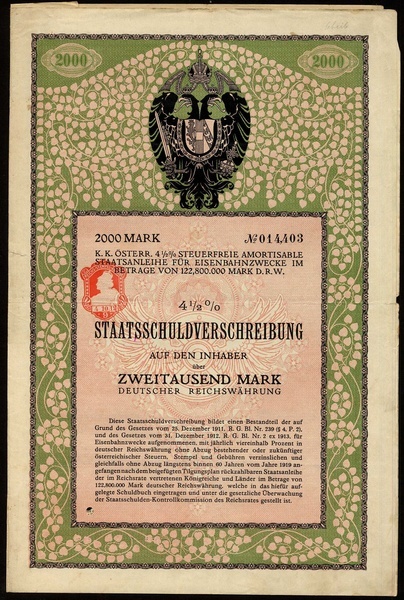 2000 2000
2000 MARK № 014,403
K. K. ÖSTERR. 4½% STEUERFREIE AMORTISABLE
STAATSANLEIHE FÜR EISENBAHNZWECKE IM
BETRAGE VON 122,800.000 MARK D. R. W.
4½%
STAATSSCHULDVERSCHREIBUNG
AUF DEN INHABER
über
ZWEITAUSEND MARK
DEUTSCHER REICHSWÄHRUNG
Diese Staatsschuldverschreibung bildet einen Bestandteil der auf
Grund des Gesetzes vom 25. Dezember 1911. R. G. Bl. Nr. 239 (§ 4, P. 2),
und des Gesetzes vom 31. Dezember 1912. R. G. Bl. Nr. 2 ex 1913, für
Eisenbahnzwecke aufgenommenen, mit jährlich viereinhalb Prozent in
deutscher Reichswährung ohne Abzug bestehender oder zukünftiger
österreichischer Steuern, Stempel und Gebühren verzinslichen und
gleichfalls ohne Abzug längstens binnen 60 Jahren vom Jahre 1919 an-
gefangen nach dem beigefügten Tilgungsplan rückzahlbaren Staatsanleihe
der im Reichsrate vertretenen Königreiche und Länder im Betrage von
122,800.000 Mark deutscher Reichswährung, welche in das hiefür auf-
gelegte Schuldbuch eingetragen und unter die gesetzliche Überwachung
der Staatsschulden-Kontrollkommission des Reichsrates gestellt ist.